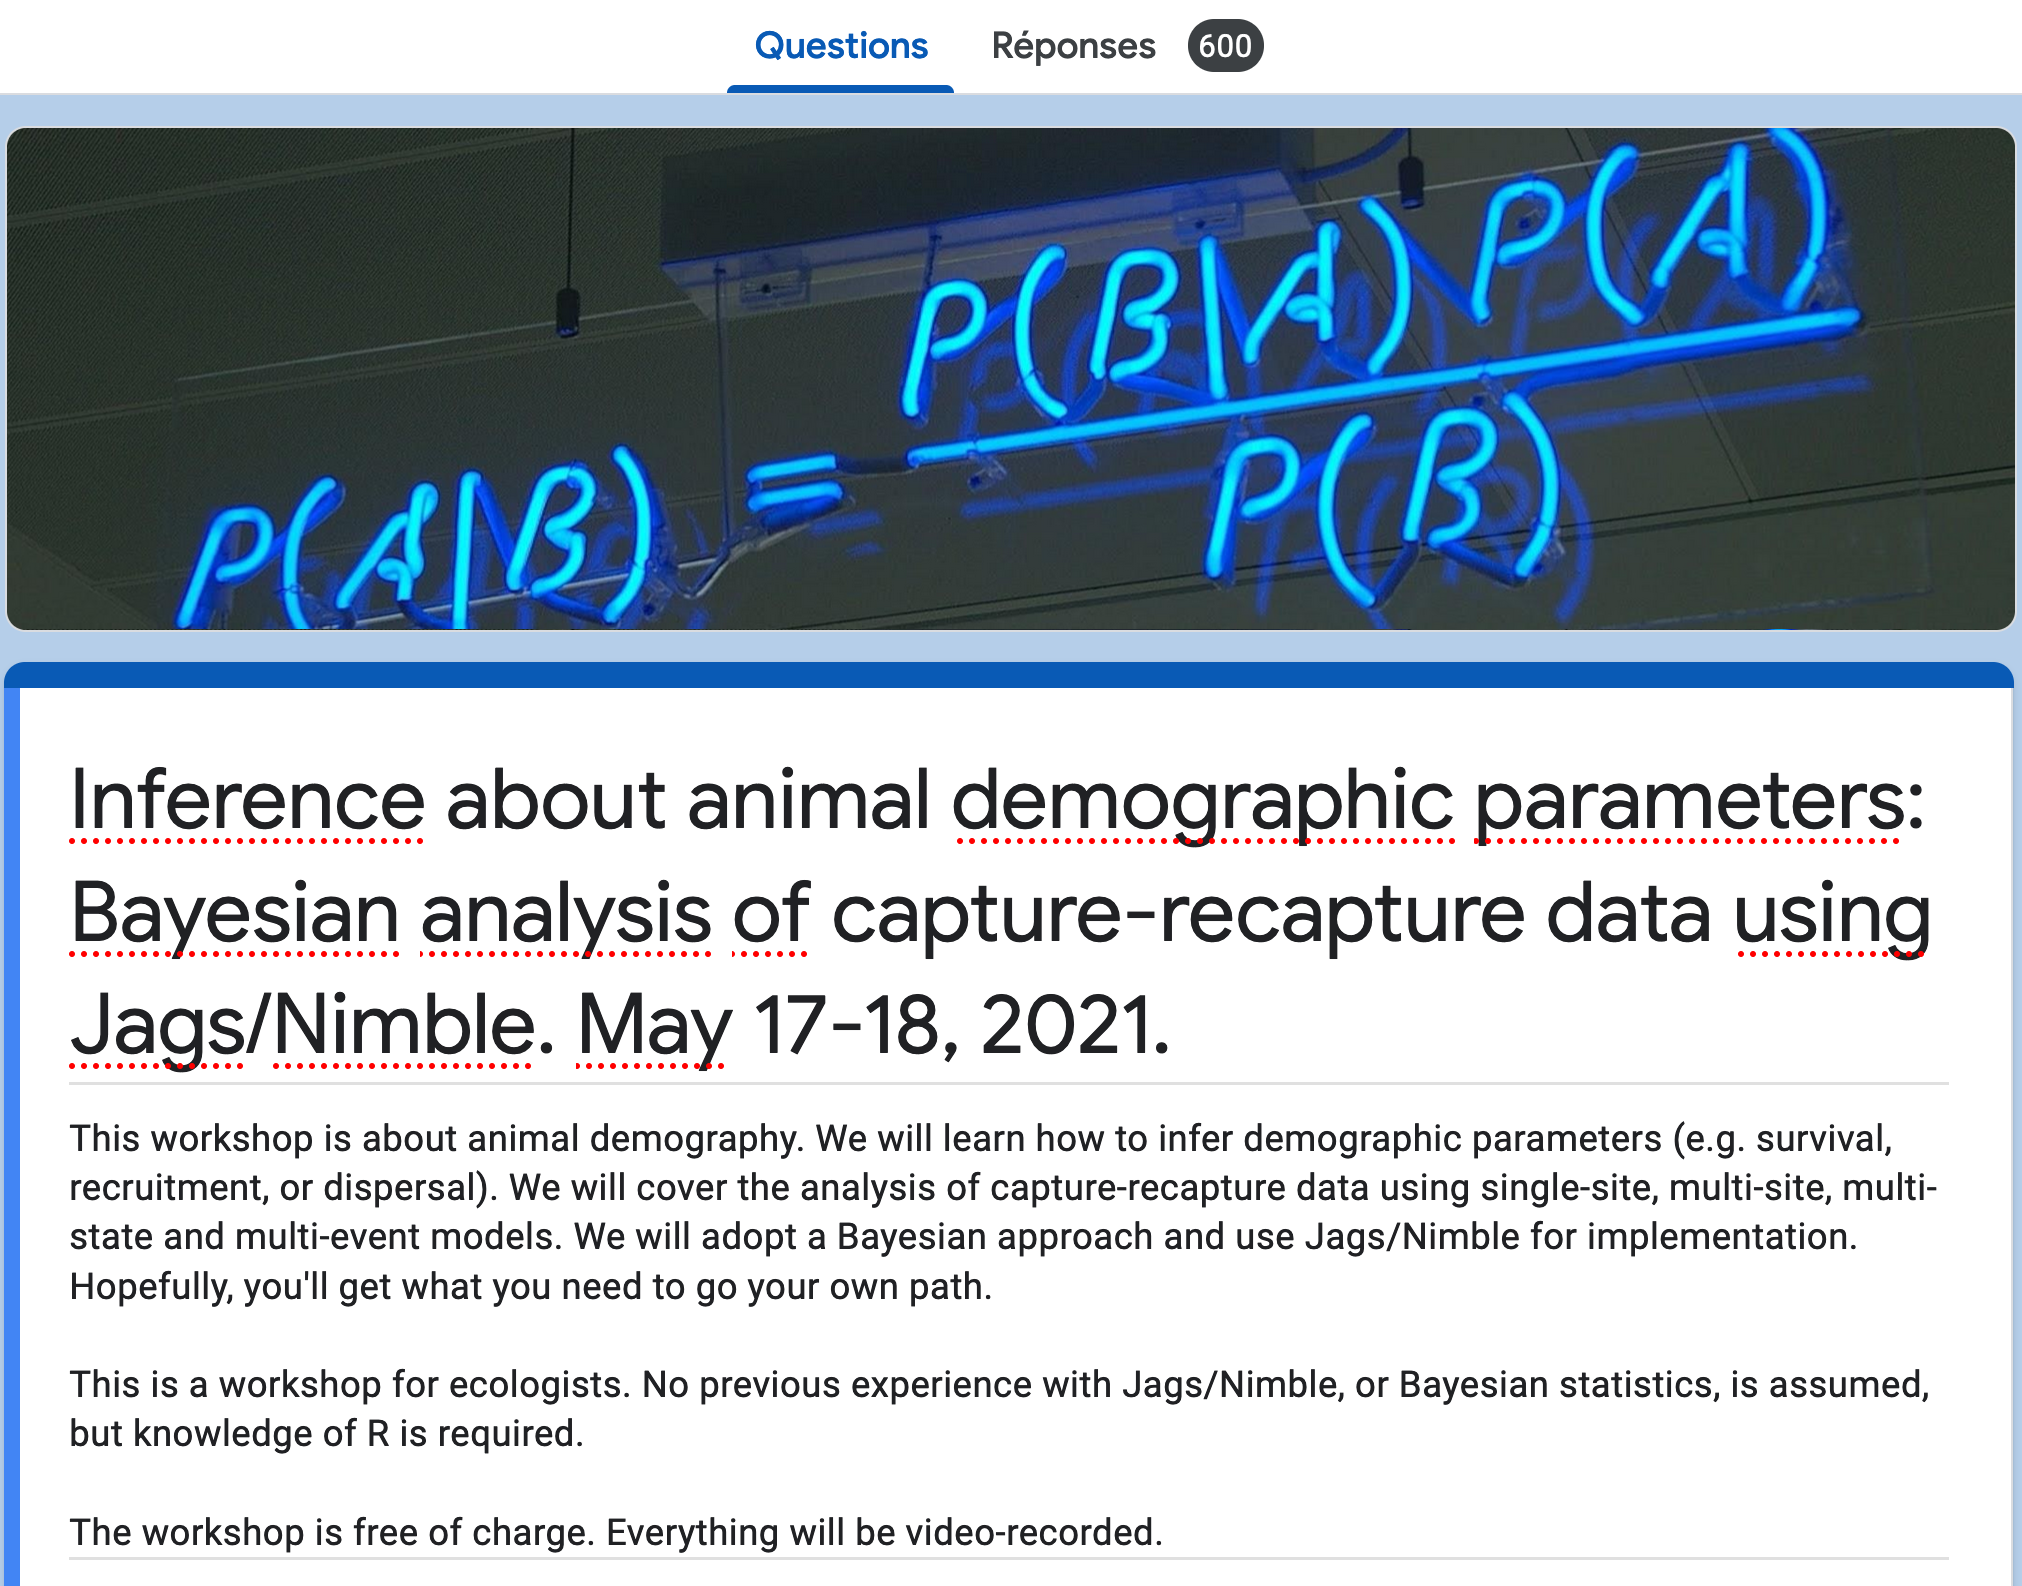 Questions Réponses 600
P(B|A) P(A)
P(A|B) =
P(B)
Inference about animal demographic parameters:
Bayesian analysis of capture-recapture data using
Jags/Nimble. May 17-18, 2021.
This workshop is about animal demography. We will learn how to infer demographic parameters (e.g. survival,
recruitment, or dispersal). We will cover the analysis of capture-recapture data using single-site, multi-site, multi-
state and multi-event models. We will adopt a Bayesian approach and use Jags/Nimble for implementation.
Hopefully, you'll get what you need to go your own path.
This is a workshop for ecologists. No previous experience with Jags/Nimble, or Bayesian statistics, is assumed,
but knowledge of R is required.
The workshop is free of charge. Everything will be video-recorded.